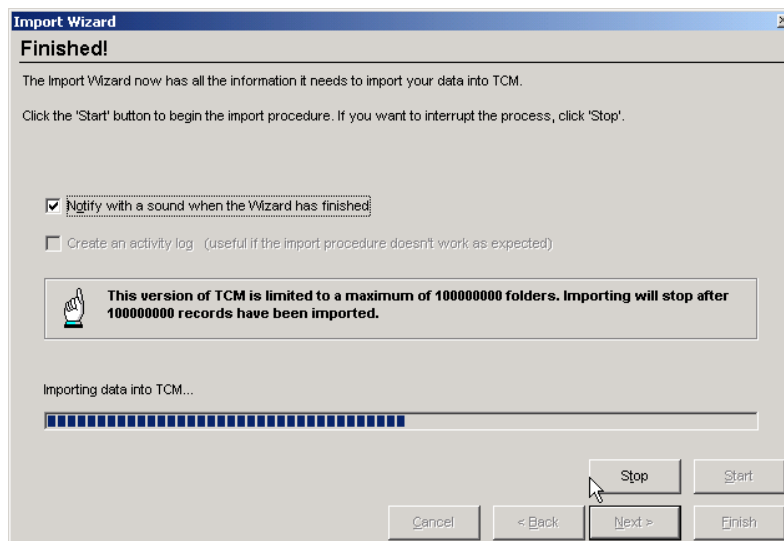 Import Wizard
Finished!
The Import Wizard now has all the information it needs to import your data into TCM.
Click the 'Start' button to begin the import procedure. If you want to interrupt the process, click 'Stop'.
Notify with a sound when the Wizard has finished
Create an activity log (useful if the import procedure doesn't work as expected)
This version of TCM is limited to a maximum of 100000000 folders. Importing will stop after
100000000 records have been imported.
Importing data into TCM...
Stop Start
Cancel < Back Next > Finish